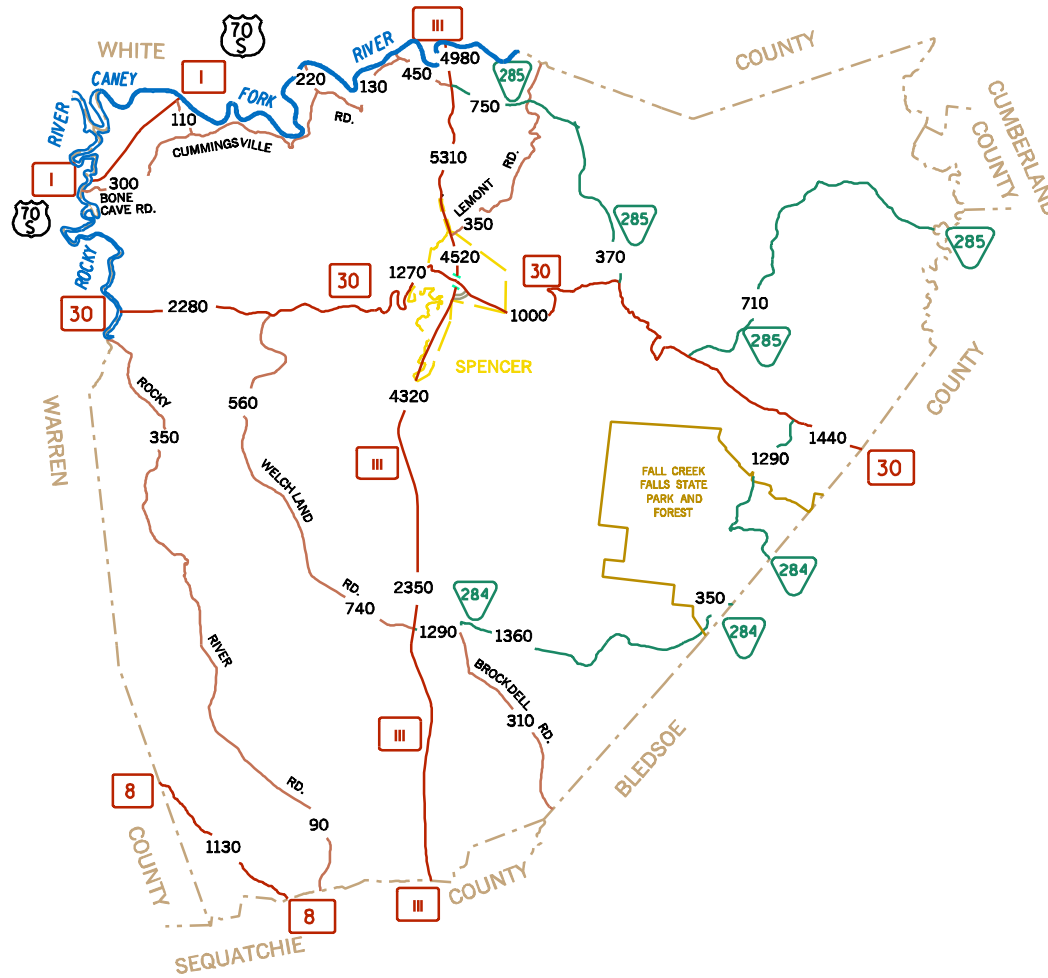 70
S
III
WHITE
COUNTY
RIVER
4980
I
CANEY
220
130
450
285
750
FORK
110
RD.
CUMBERLAND
COUNTY
RIVER
CUMMINGSVILLE
5310
RD.
I
300
BONE
CAVE RD.
LEMONT
350
70
S
285
285
ROCKY
4520
370
1270
30
30
30
2280
1000
710
285
SPENCER
ROCKY
4320
560
COUNTY
WARREN
350
1440
1290
30
III
WELCH LAND
FALL CREEK
FALLS STATE
PARK AND
FOREST
284
RD.
740
2350
284
350
1290
1360
284
RIVER
BROCKDELL
310
RD.
III
BLEDSOE
8
RD.
90
1130
COUNTY
COUNTY
III
8
SEQUATCHIE